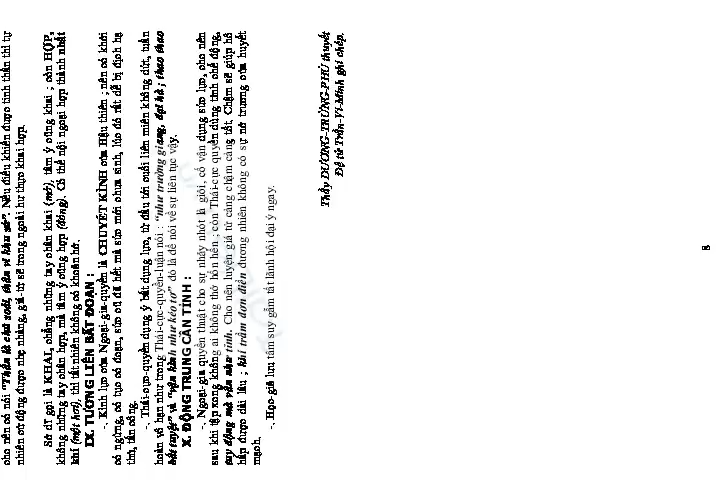 cho nên có nói “Thần là chủ soái, thân vi khu sứ”. Nếu điều khiển được tinh thần thì tự
nhiên cử động được nhẹ nhàng, giá-tử sẽ trong ngoài hư thực khai hợp.
Sở dĩ gọi là KHAI, chẳng những tay chân khai (mở), tâm ý cũng khai ; còn HỢP,
không những tay chân hợp, mà tâm ý cũng hợp (đóng). Có thể nội ngoại hợp thành nhất
khí (một hơi), thì tất nhiên không có khoản hở.
IX. TƯƠNG LIÊN BẤT ĐOẠN :
-. Kình lực của Ngoại-gia-quyền là CHUYẾT KÌNH của Hậu thiên ; nên có khởi
có ngừng, có tục có đoạn, sức cũ đã hết mà sức mới chưa sinh, lúc đó rất dễ bị địch hạ
thủ, tấn công.
-. Thái-cực-quyền dụng ý bất dụng lực, từ đầu tới cuối liên miên không dứt, tuần
hoàn vô hạn như trong Thái-cực-quyền-luận nói : “như trường giang, đại hà ; thao thao
bất tuyệt” và “vận kình như kéo tơ” đó là để nói về sự liên tục vậy.
X. ĐỘNG TRUNG CẦN TĨNH :
-. Ngoại-gia quyền thuật cho sự nhảy nhót là giỏi, cố vận dụng sức lực, cho nên
sau khi tập xong không ai không thở hổn hển ; còn Thái-cực quyền dùng tĩnh chế động,
tuy động mà vẫn như tĩnh. Cho nên luyện giá tử càng chậm càng tốt. Chậm sẽ giúp hô
hấp được dài lâu ; khí trầm đơn điền đương nhiên không có sự nở trương của huyết
mạch.
-. Học-giả lưu tâm suy gẫm tất lãnh hội đại ý ngay.
Thầy DƯƠNG-TRỪNG-PHỦ thuyết
Đệ tử Trần-Vi-Minh ghi chép.
8